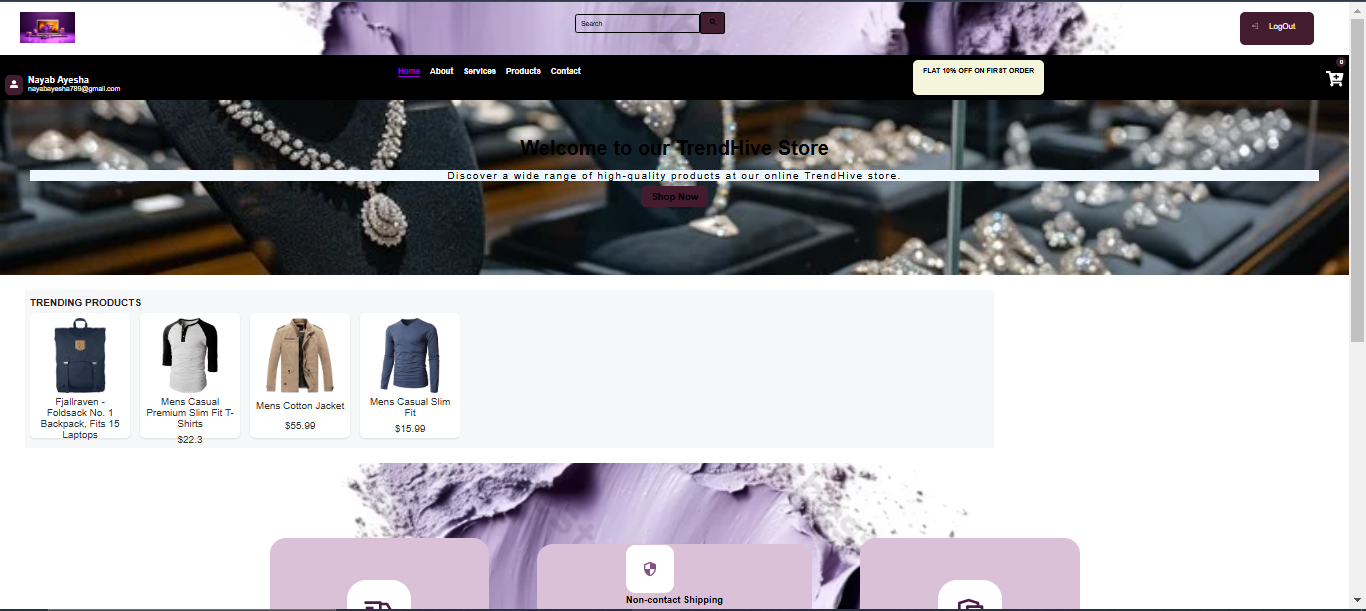 Search
LogOut
Nayab Ayesha
nayabayesha789@gmail.com
Home
About
Services
Products
Contact
FLAT 10% OFF ON FIRST ORDER
0
Welcome to our TrendHive Store
Discover a wide range of high-quality products at our online TrendHive store.
Shop Now
TRENDING PRODUCTS
Fjallraven -
Foldsack No. 1
Backpack, Fits 15
Laptops
Mens Casual
Premium Slim Fit T-
Shirts
$22.3
Mens Cotton Jacket
$55.99
Mens Casual Slim
Fit
$15.99
Non-contact Shipping